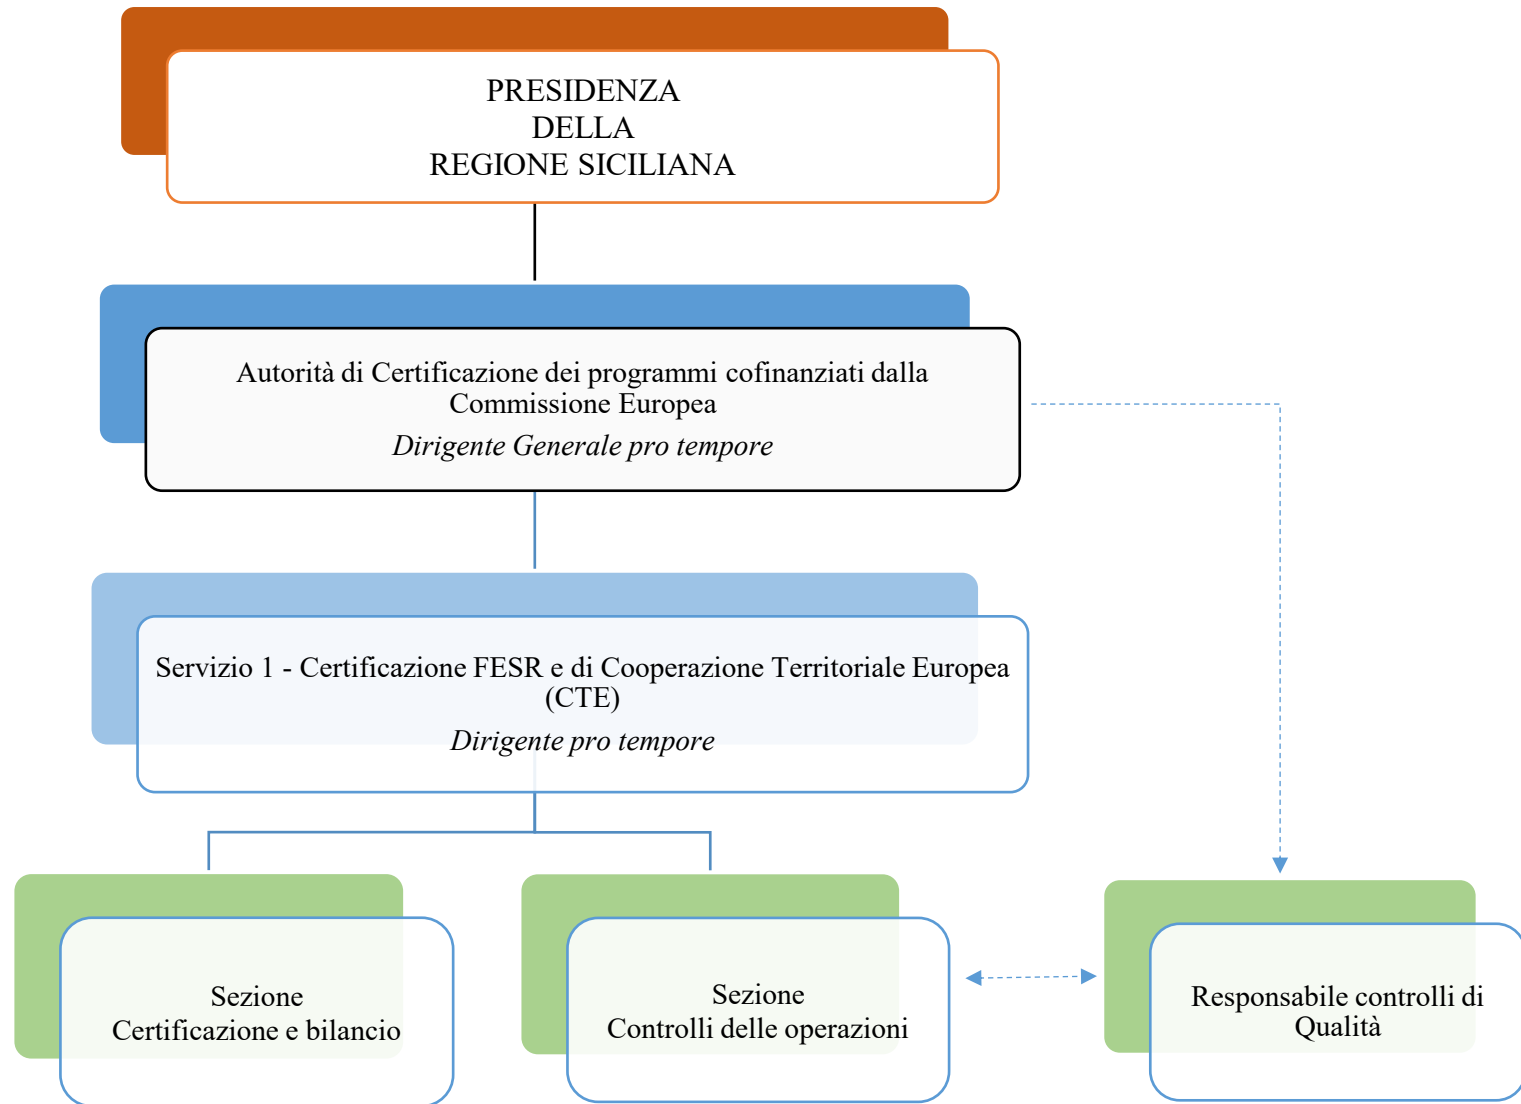 PRESIDENZA
DELLA
REGIONE SICILIANA
Autorità di Certificazione dei programmi cofinanziati dalla
Commissione Europea
Dirigente Generale pro tempore
Servizio 1 - Certificazione FESR e di Cooperazione Territoriale Europea
(CTE)
Dirigente pro tempore
Sezione
Certificazione e bilancio
Sezione
Controlli delle operazioni
Responsabile controlli di
Qualità